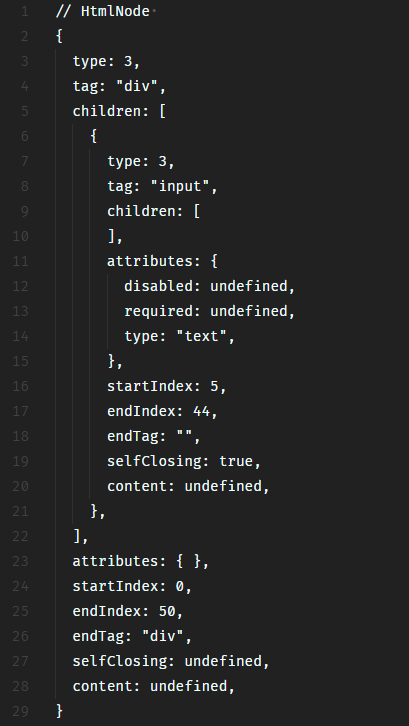 1 // HtmlNode
2 {
3   type: 3,
4   tag: "div",
5   children: [
6     {
7       type: 3,
8       tag: "input",
9       children: [
10       ],
11       attributes: {
12         disabled: undefined,
13         required: undefined,
14         type: "text",
15       },
16       startIndex: 5,
17       endIndex: 44,
18       endTag: "",
19       selfClosing: true,
20       content: undefined,
21     },
22   ],
23   attributes: { },
24   startIndex: 0,
25   endIndex: 50,
26   endTag: "div",
27   selfClosing: undefined,
28   content: undefined,
29 }